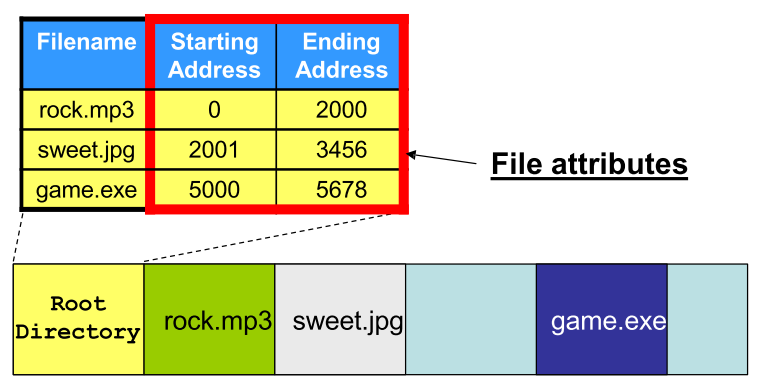 Filename Starting Address Ending Address
rock.mp3 0 2000
sweet.jpg 2001 3456
game.exe 5000 5678
File attributes
Root
Directory
rock.mp3 sweet.jpg game.exe